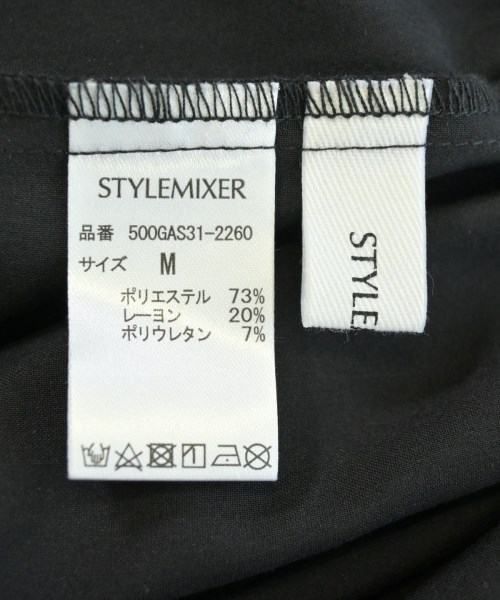 STYLEMIXER
品番 500GAS31-2260
サイズ M
ポリエステル 73%
レーヨン 20%
ポリウレタン 7%
STYLE